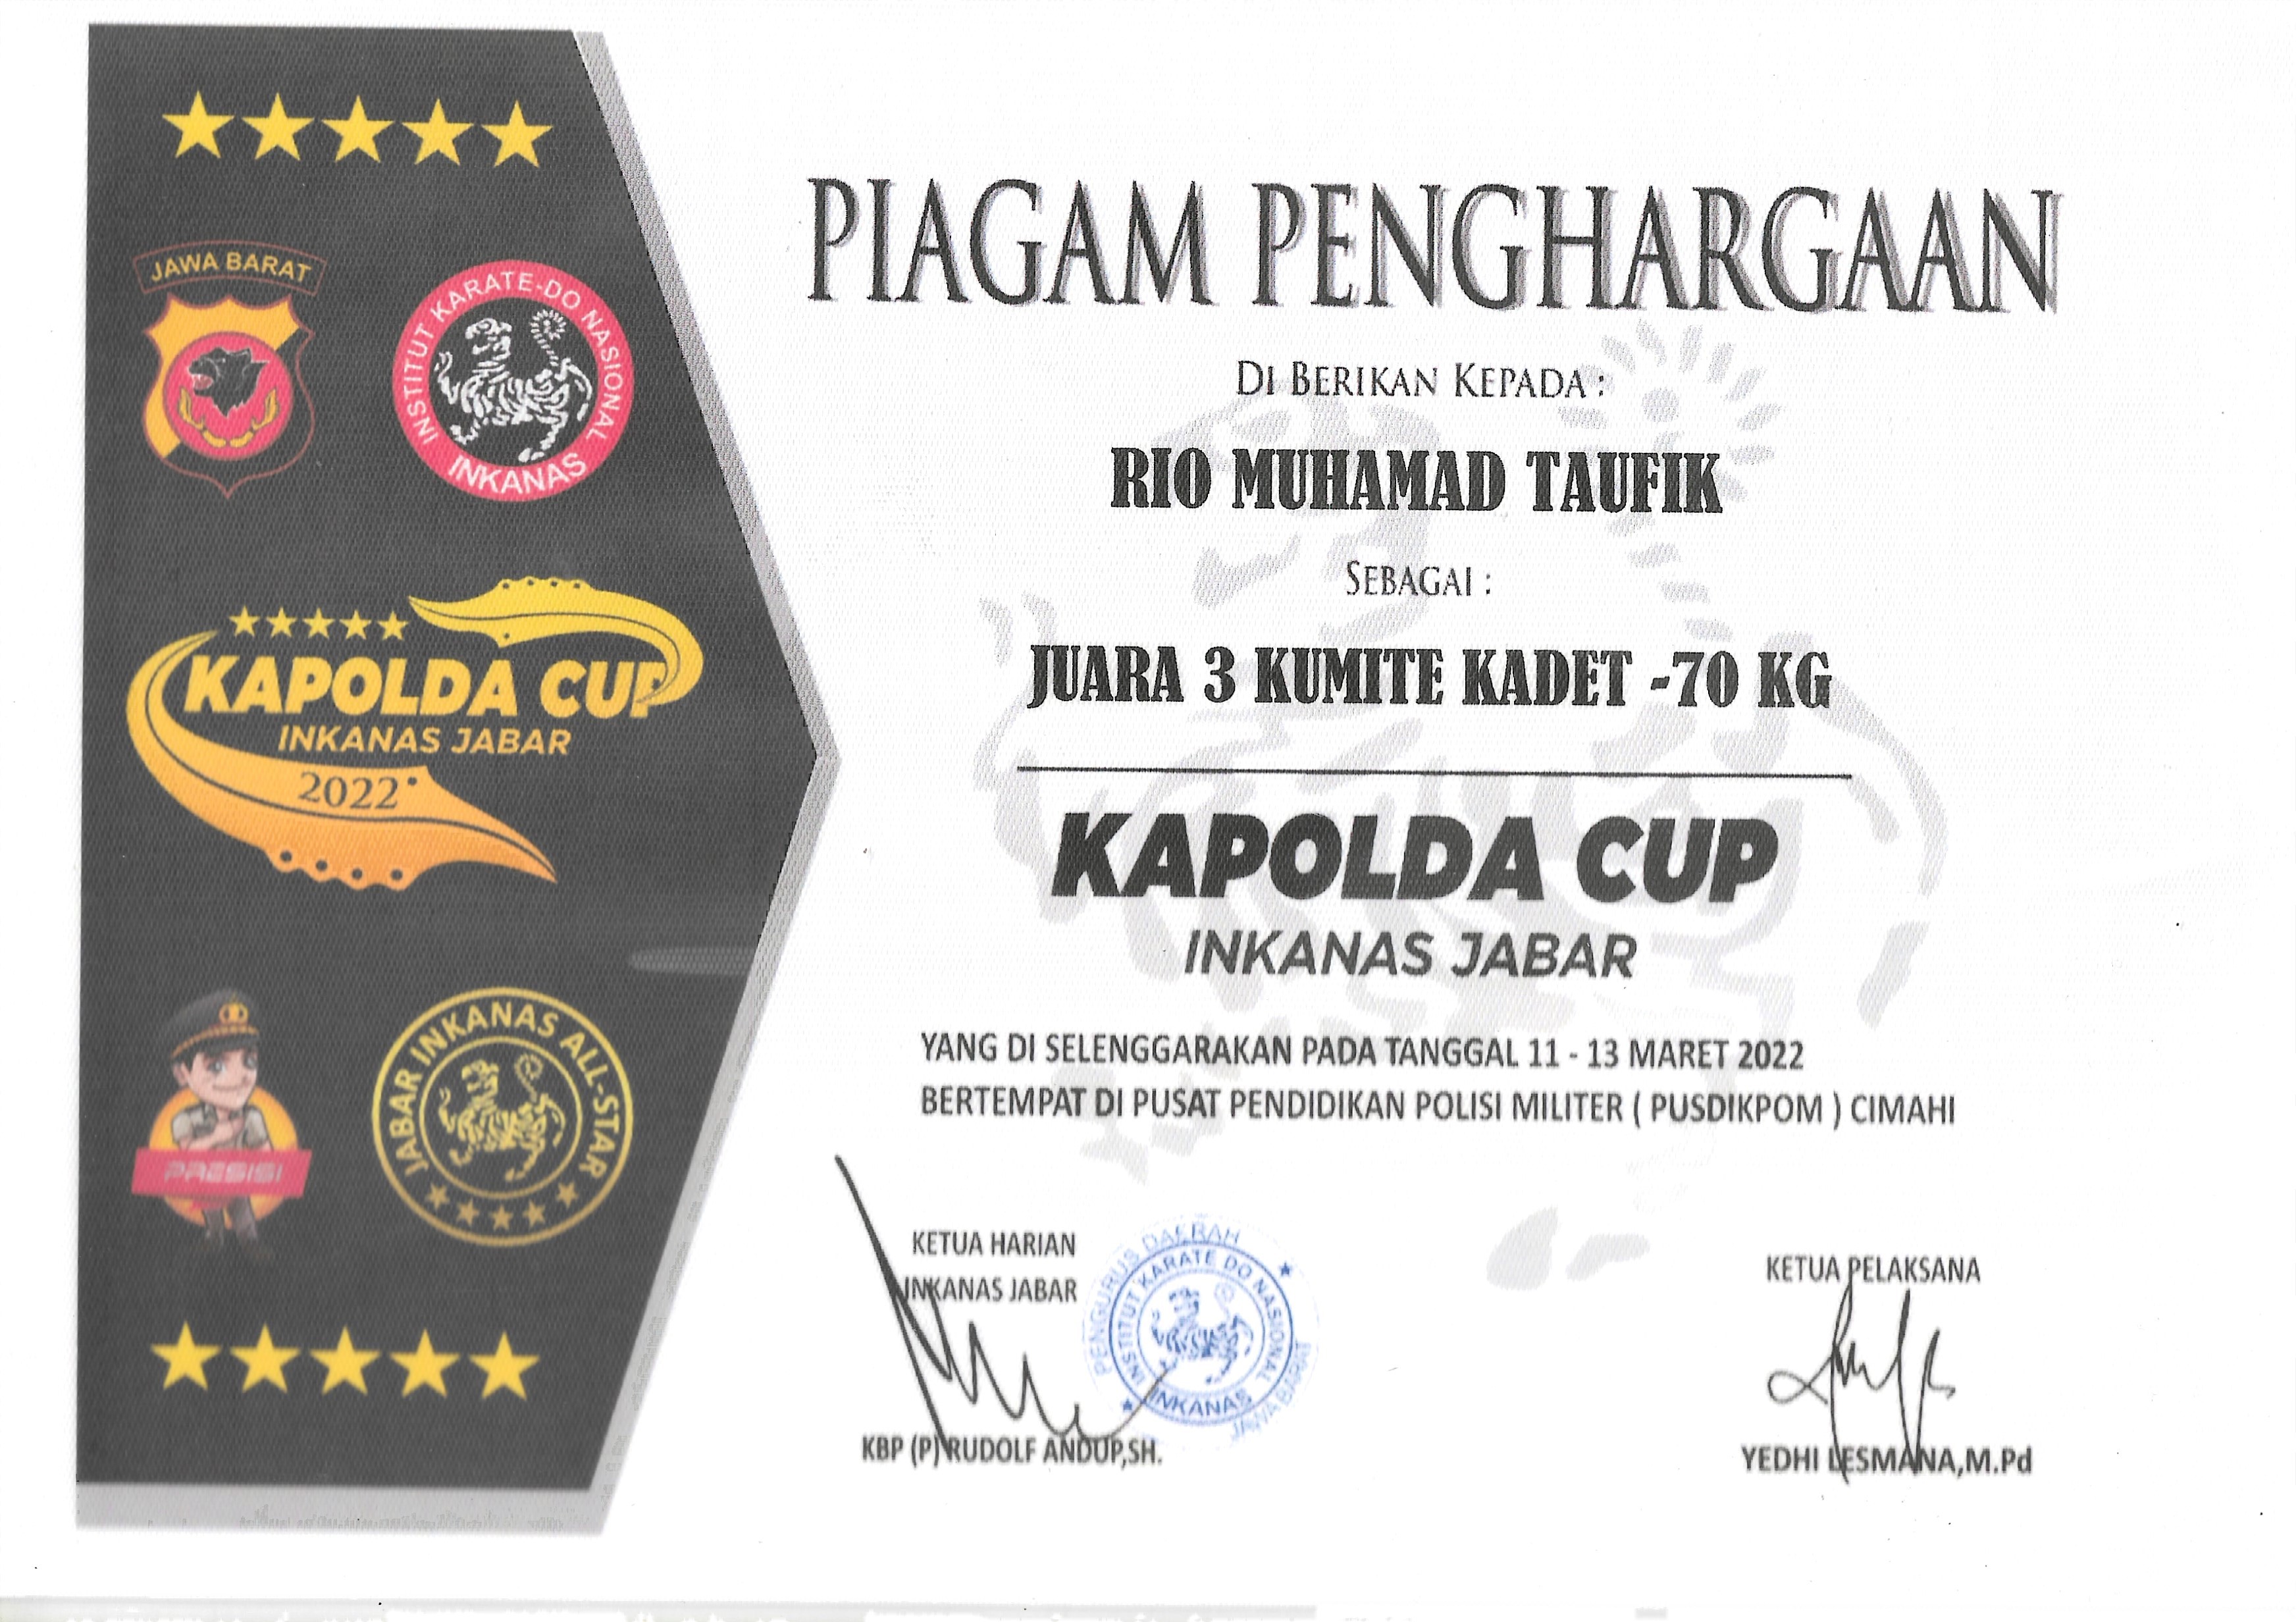 JAWA BARAT
INSTITUT KARATE-DO NASIONAL
INKANAS
KAPOLDA CUP
INKANAS JABAR
2022
PRESISI
JABAR INKANAS ALL-STAR
PIAGAM PENGHARGAAN
DI BERIKAN KEPADA :
RIO MUHAMAD TAUFIK
SEBAGAI :
JUARA 3 KUMITE KADET -70 KG
KAPOLDA CUP
INKANAS JABAR
YANG DI SELENGGARAKAN PADA TANGGAL 11 - 13 MARET 2022
BERTEMPAT DI PUSAT PENDIDIKAN POLISI MILITER ( PUSDIKPOM ) CIMAHI
KETUA HARIAN
INKANAS JABAR
PENGURUS DAERAH
INSTITUT KARATE DO NASIONAL
INKANAS
JAWA BARAT
KBP (P) RUDOLF ANDUP,SH.
KETUA PELAKSANA
YEDHI LESMANA,M.Pd